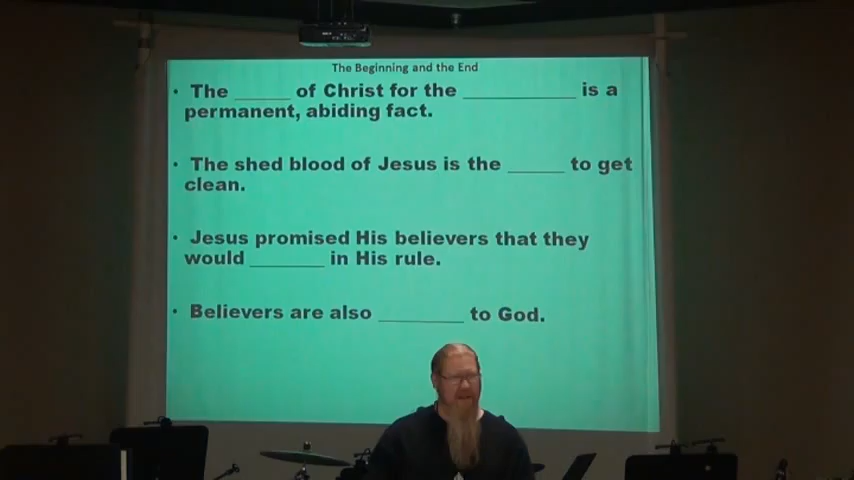 The Beginning and the End
• The ______ of Christ for the ____________ is a
permanent, abiding fact.
• The shed blood of Jesus is the ______ to get
clean.
• Jesus promised His believers that they
would ________ in His rule.
• Believers are also _________ to God.